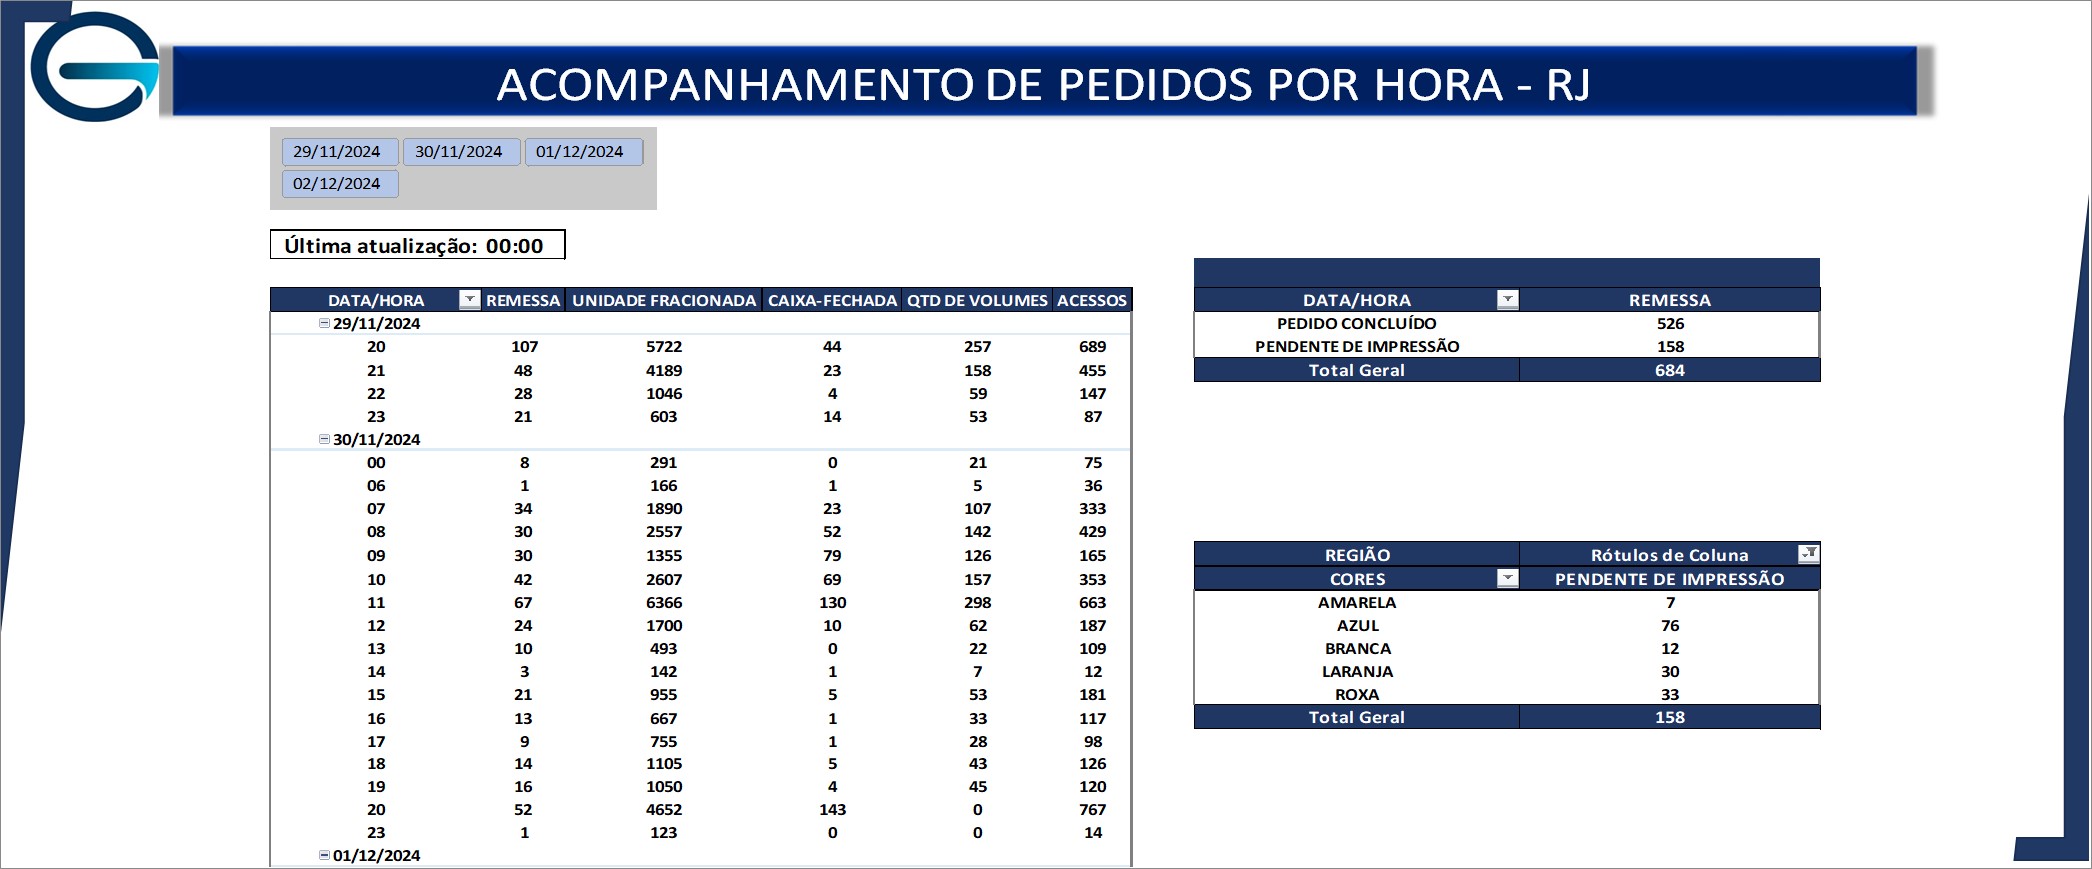 ACOMPANHAMENTO DE PEDIDOS POR HORA - RJ
29/11/2024 30/11/2024 01/12/2024
02/12/2024
Última atualização: 00:00
DATA/HORA REMESSA UNIDADE FRACIONADA CAIXA-FECHADA QTD DE VOLUMES ACESSOS
29/11/2024
20 107 5722 44 257 689
21 48 4189 23 158 455
22 28 1046 4 59 147
23 21 603 14 53 87
30/11/2024
00 8 291 0 21 75
06 1 166 1 5 36
07 34 1890 23 107 333
08 30 2557 52 142 429
09 30 1355 79 126 165
10 42 2607 69 157 353
11 67 6366 130 298 663
12 24 1700 10 62 187
13 10 493 0 22 109
14 3 142 1 7 12
15 21 955 5 53 181
16 13 667 1 33 117
17 9 755 1 28 98
18 14 1105 5 43 126
19 16 1050 4 45 120
20 52 4652 143 0 767
23 1 123 0 0 14
01/12/2024
DATA/HORA REMESSA
PEDIDO CONCLUÍDO 526
PENDENTE DE IMPRESSÃO 158
Total Geral 684
REGIÃO Rótulos de Coluna
CORES PENDENTE DE IMPRESSÃO
AMARELA 7
AZUL 76
BRANCA 12
LARANJA 30
ROXA 33
Total Geral 158